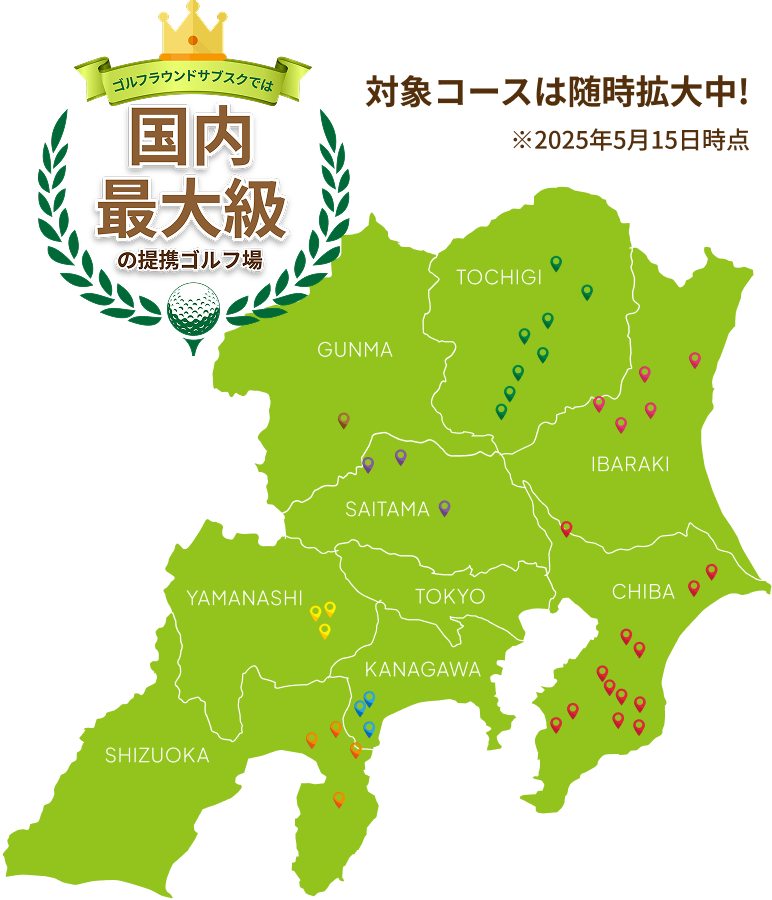 ゴルフラウンドサブスクでは
国内
最大級
の提携ゴルフ場
対象コースは随時拡大中!
※2025年5月15日時点
TOCHIGI
GUNMA
IBARAKI
SAITAMA
YAMANASHI
TOKYO
CHIBA
KANAGAWA
SHIZUOKA